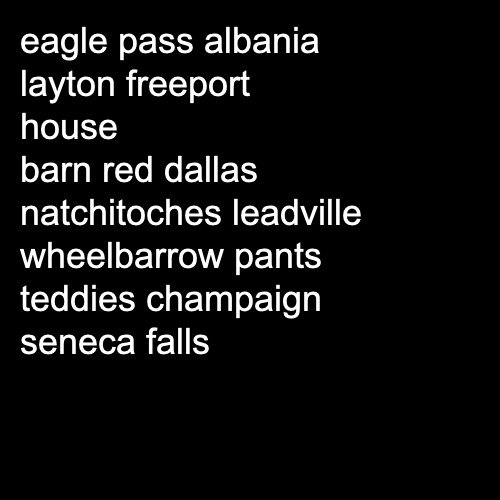 eagle pass albania
layton freeport
house
barn red dallas
natchitoches leadville
wheelbarrow pants
teddies champaign
seneca falls